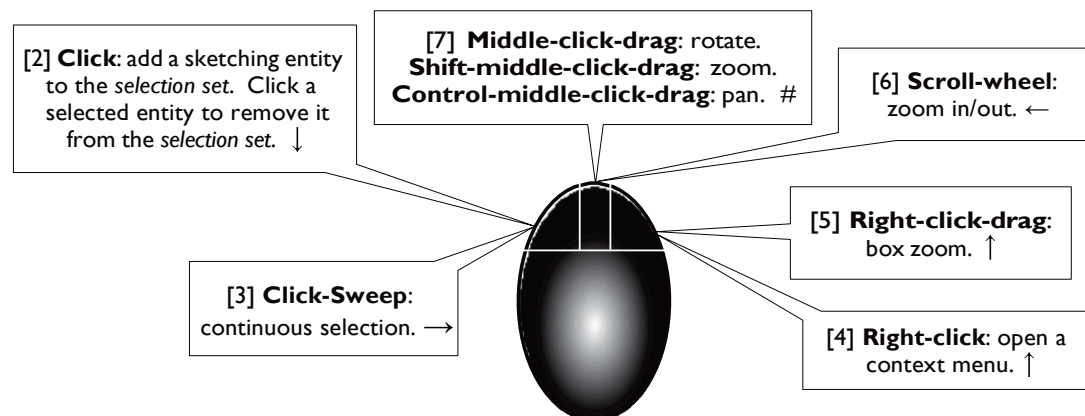 [2] Click: add a sketching entity
to the selection set. Click a
selected entity to remove it
from the selection set. ↓
[3] Click-Sweep:
continuous selection. →
[4] Right-click: open a
context menu. ↑
[5] Right-click-drag:
box zoom. ↑
[6] Scroll-wheel:
zoom in/out. ←
[7] Middle-click-drag: rotate.
Shift-middle-click-drag: zoom.
Control-middle-click-drag: pan. #